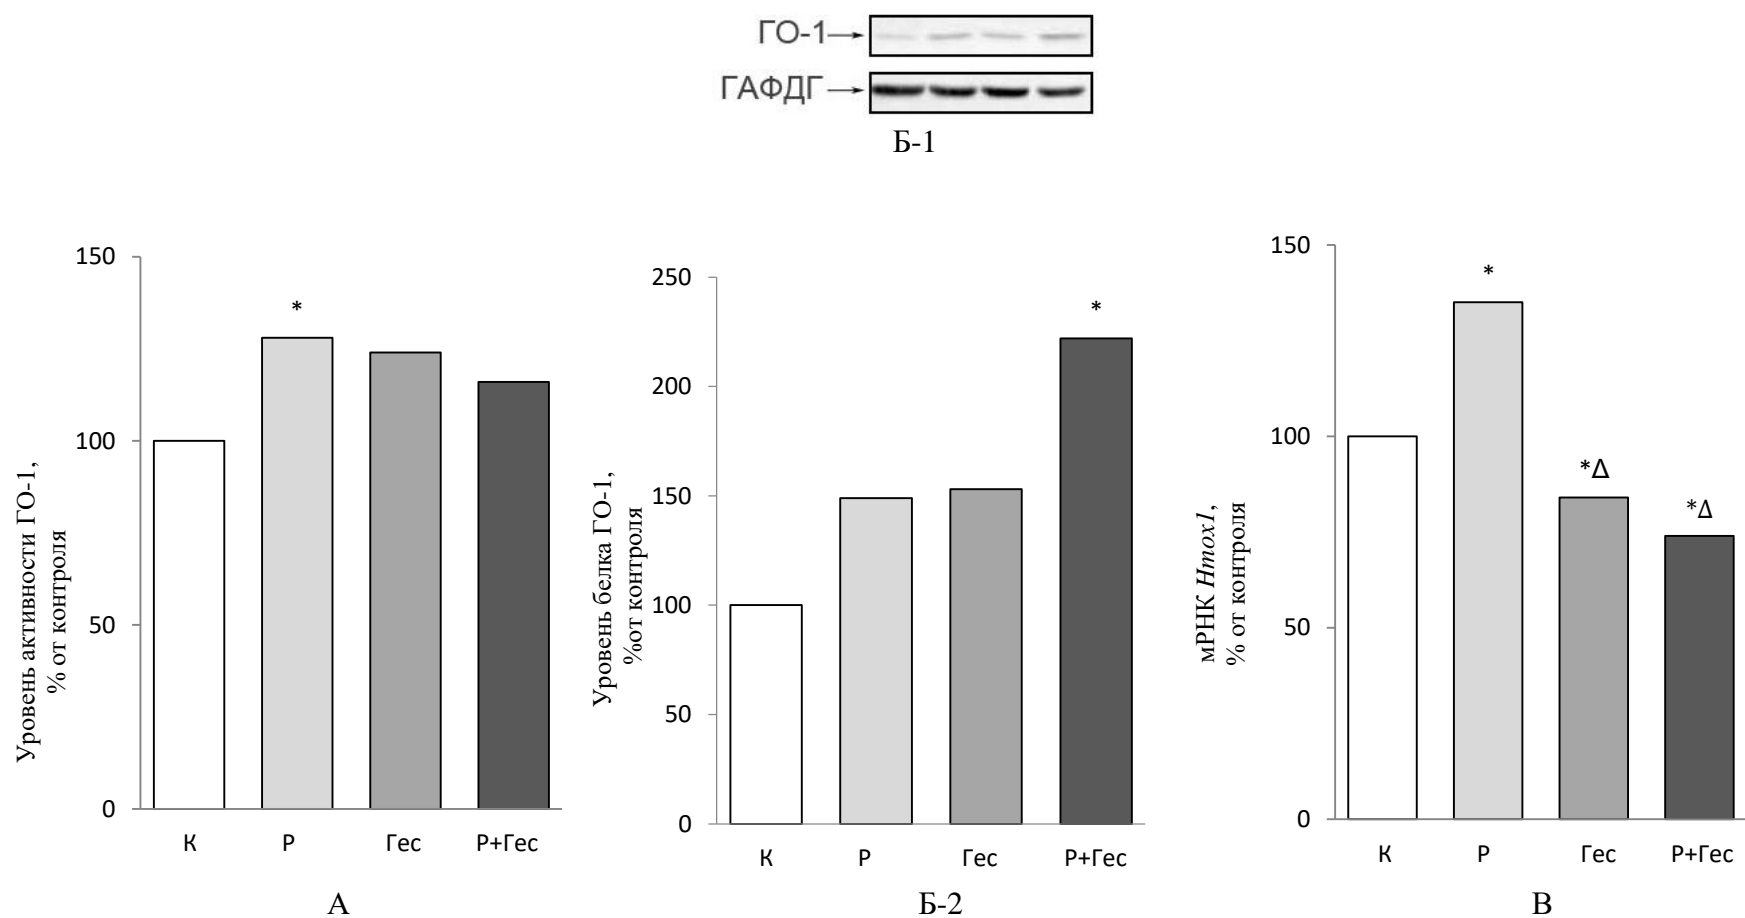 ГО-1
ГАФДГ
Б-1
Уровень активности ГО-1,
% от контроля
150
100
50
0
*
К
Р
Гес
Р+Гес
А
Уровень белка ГО-1,
%от контроля
250
200
150
100
50
0
*
К
Р
Гес
Р+Гес
Б-2
мРНК Hmox1,
% от контроля
150
100
50
0
*
*Δ
*Δ
К
Р
Гес
Р+Гес
В